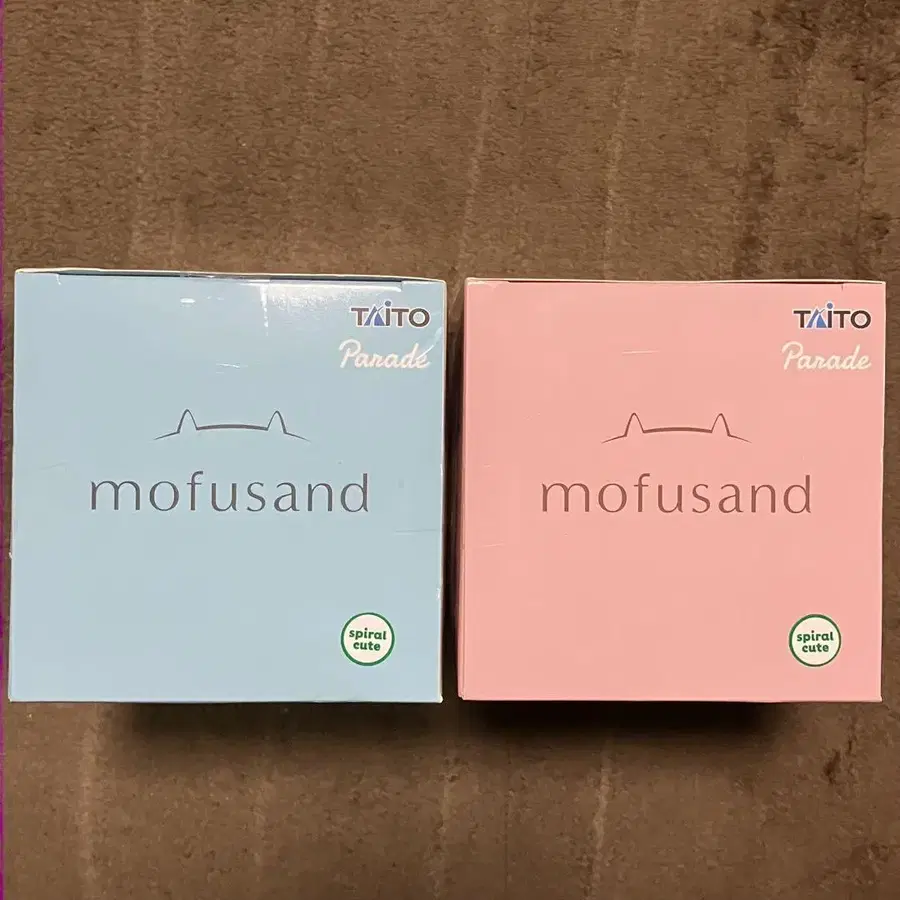 TAITO
Parade
mofusand
spiral
cute
TAITO
Parade
mofusand
spiral
cute